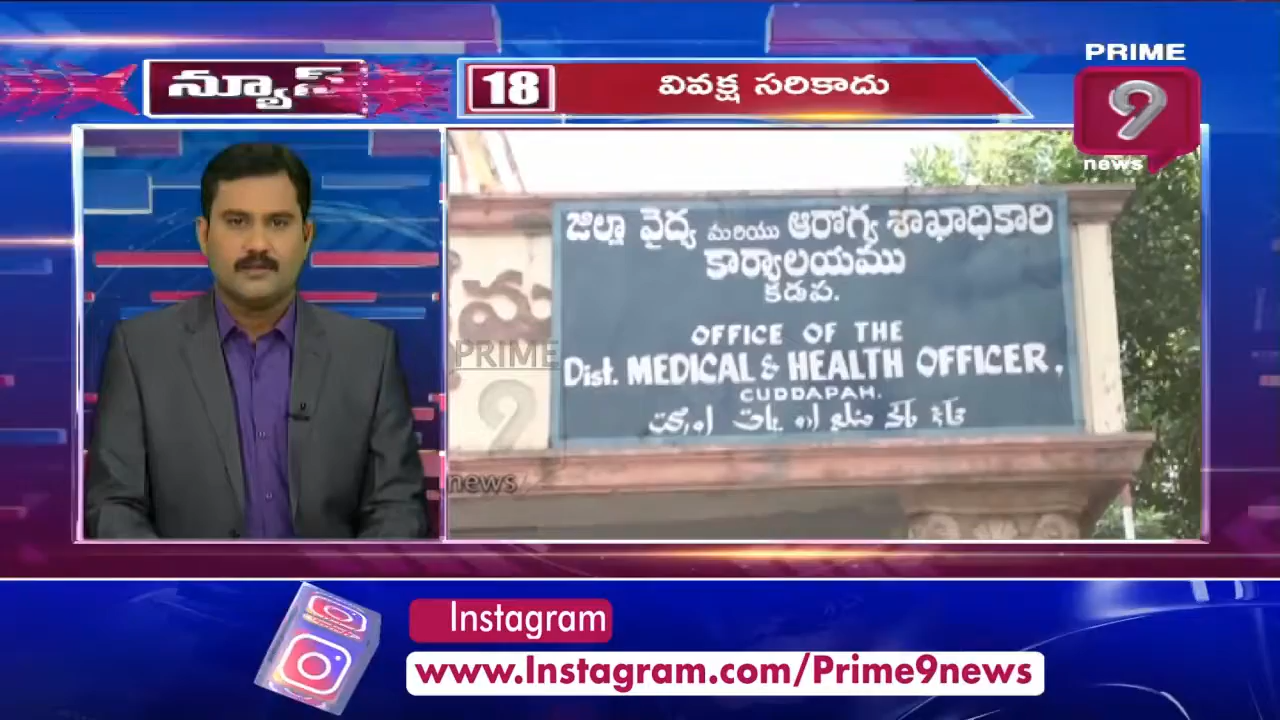 న్యూస్
18
వివక్ష సరికాదు
PRIME
9
news
జిల్లా వైద్య మరియు ఆరోగ్య శాఖాధికారి
కార్యాలయము
కడప.
OFFICE OF THE
Dist. MEDICAL & HEALTH OFFICER,
CUDDAPAH.
PRIME
9
news
Instagram
www.Instagram.com/Prime9news